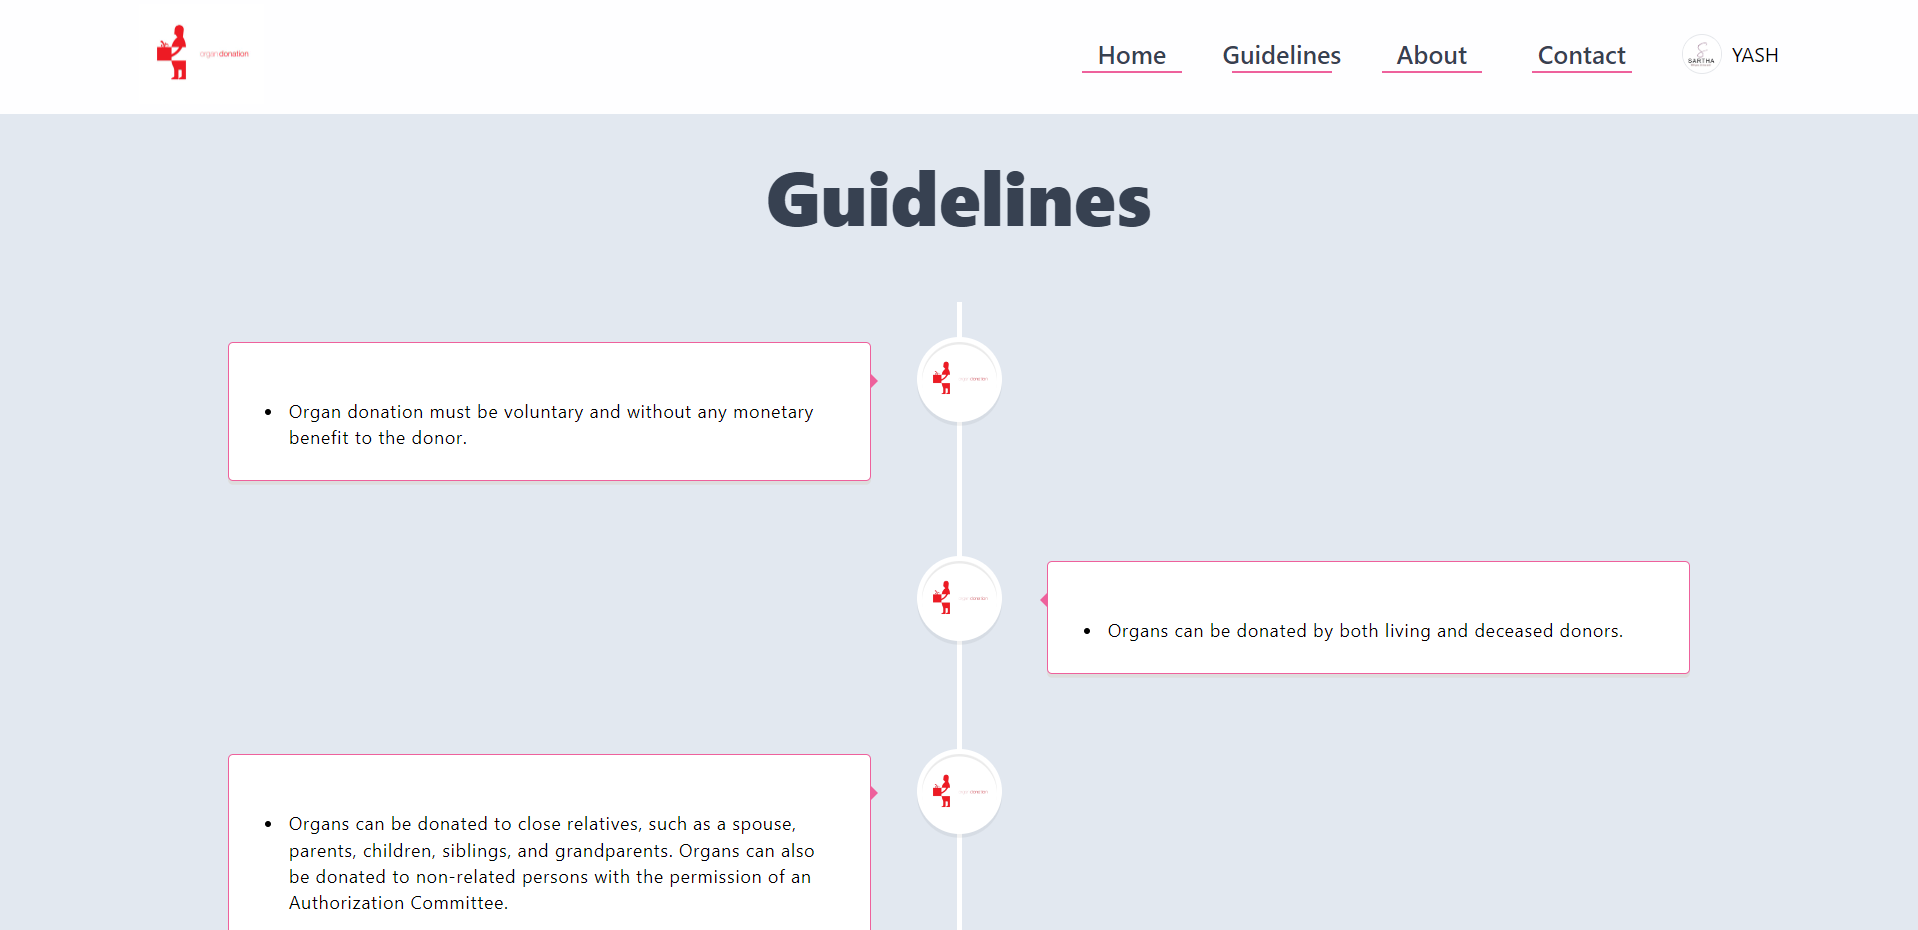 organ donation
Home Guidelines About Contact SARTHA YASH
Guidelines
• Organ donation must be voluntary and without any monetary
benefit to the donor.
• Organs can be donated by both living and deceased donors.
• Organs can be donated to close relatives, such as a spouse,
parents, children, siblings, and grandparents. Organs can also
be donated to non-related persons with the permission of an
Authorization Committee.